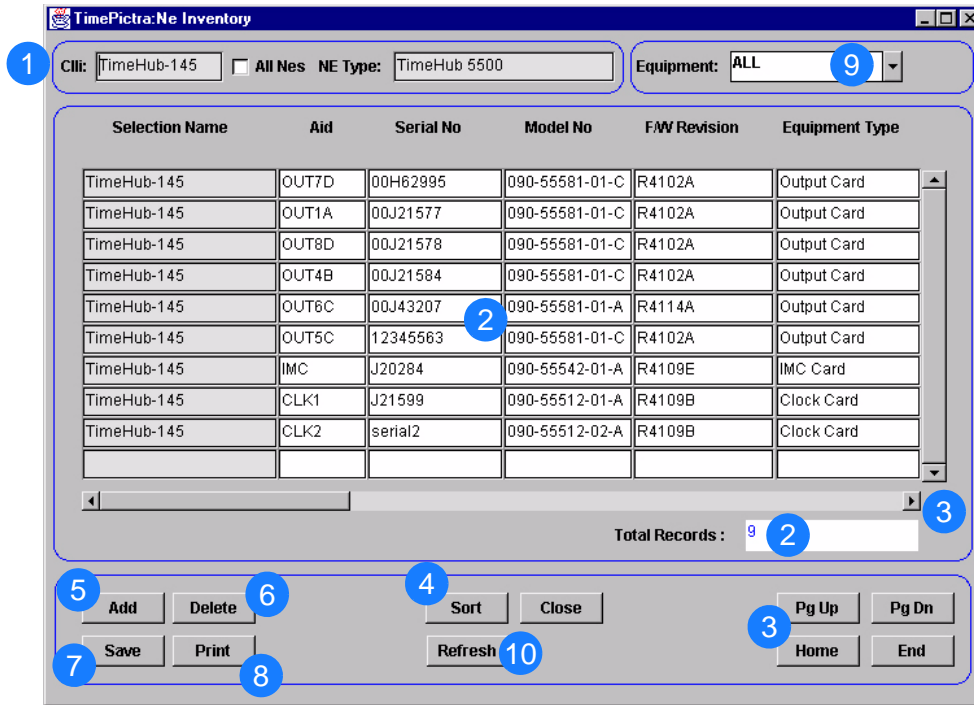 TimePictra:Ne Inventory
1 Clli: TimeHub-145 All Nes NE Type: TimeHub 5500 Equipment: ALL 9
Selection Name Aid Serial No Model No F/W Revision Equipment Type
TimeHub-145 OUT7D 00H62995 090-55581-01-C R4102A Output Card
TimeHub-145 OUT1A 00J21577 090-55581-01-C R4102A Output Card
TimeHub-145 OUT8D 00J21578 090-55581-01-C R4102A Output Card
TimeHub-145 OUT4B 00J21584 090-55581-01-C R4102A Output Card
TimeHub-145 OUT6C 00J43207 090-55581-01-A R4114A Output Card
2
TimeHub-145 OUT5C 12345563 090-55581-01-C R4102A Output Card
TimeHub-145 IMC J20284 090-55542-01-A R4109E IMC Card
TimeHub-145 CLK1 J21599 090-55512-01-A R4109B Clock Card
TimeHub-145 CLK2 serial2 090-55512-02-A R4109B Clock Card
3
Total Records : 9 2
5 6 4
Add Delete Sort Close Pg Up Pg Dn
3
Save Print Refresh 10 Home End
7 8